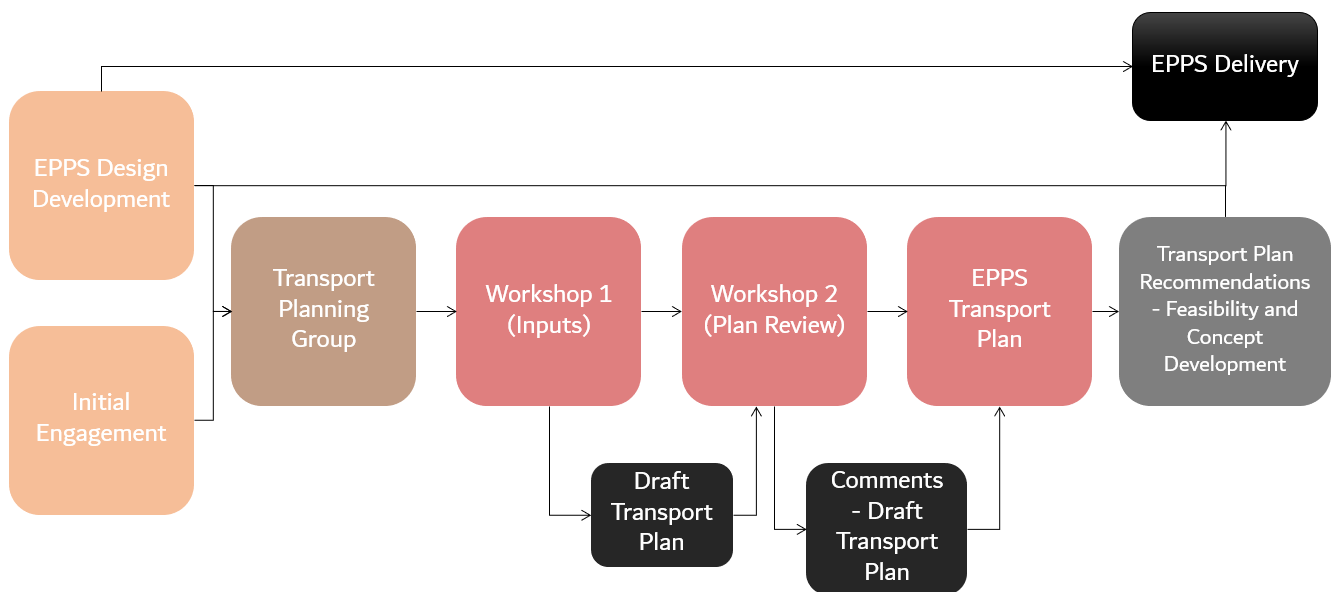 EPPS Delivery
EPPS Design
Development
Transport
Planning
Group
Workshop 1
(Inputs)
Workshop 2
(Plan Review)
EPPS
Transport
Plan
Transport Plan
Recommendations
- Feasibility and
Concept
Development
Initial
Engagement
Draft
Transport
Plan
Comments
- Draft
Transport
Plan